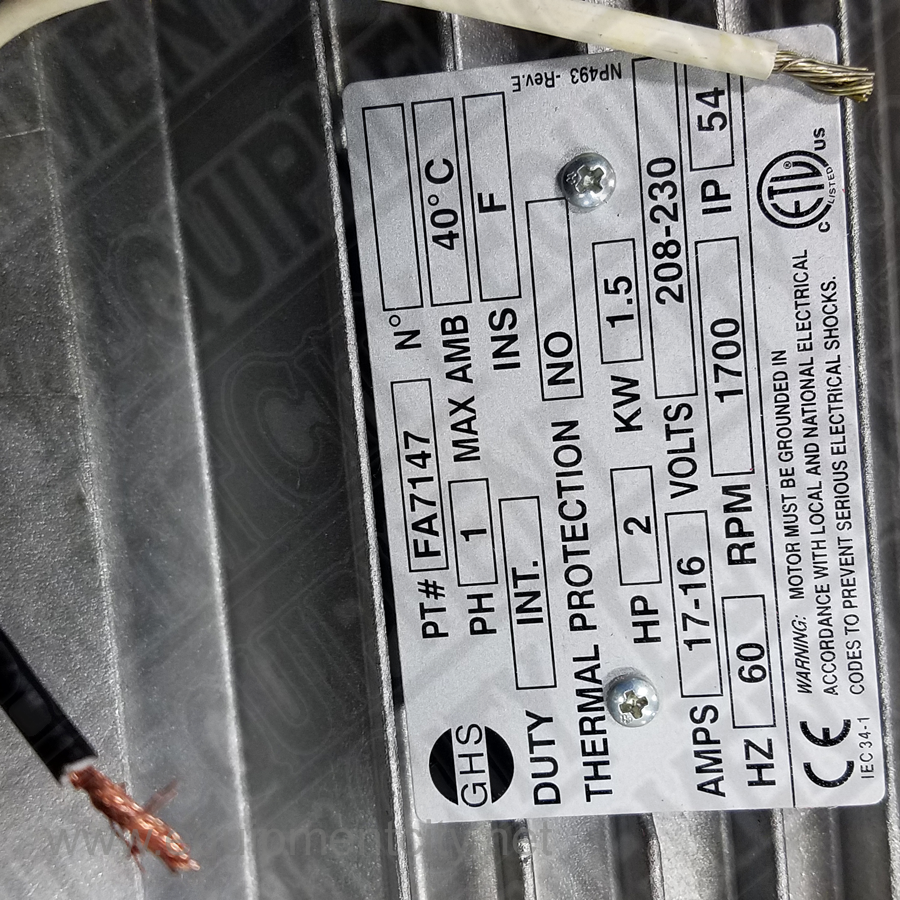 GHS
PT# FA7147 N°
PH 1 MAX AMB 40° C
DUTY INT. INS F
THERMAL PROTECTION NO
HP 2 KW 1.5
AMPS 17-16 VOLTS 208-230
HZ 60 RPM 1700 IP 54
CE
IEC 34-1
WARNING: MOTOR MUST BE GROUNDED IN
ACCORDANCE WITH LOCAL AND NATIONAL ELECTRICAL
CODES TO PREVENT SERIOUS ELECTRICAL SHOCKS.
C ETL US
LISTED
NP493 -Rev.E